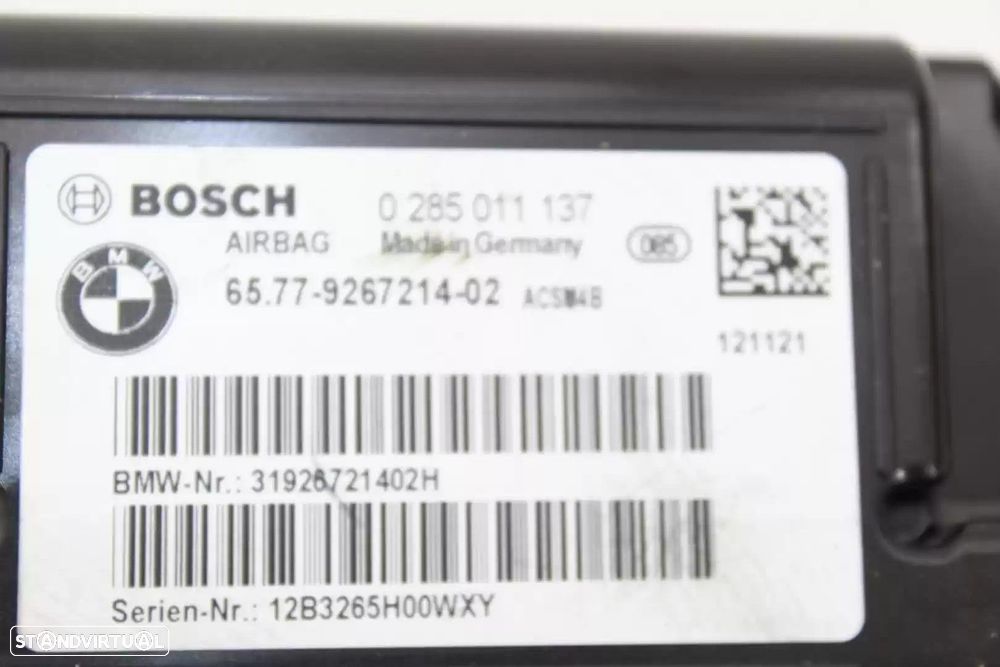 BOSCH 0 285 011 137
AIRBAG Made in Germany 085
BMW 65.77-9267214-02 ACSM4B
121121
BMW-Nr.: 31926721402H
Serien-Nr.: 12B3265H00WXY
STANDVIRTUAL